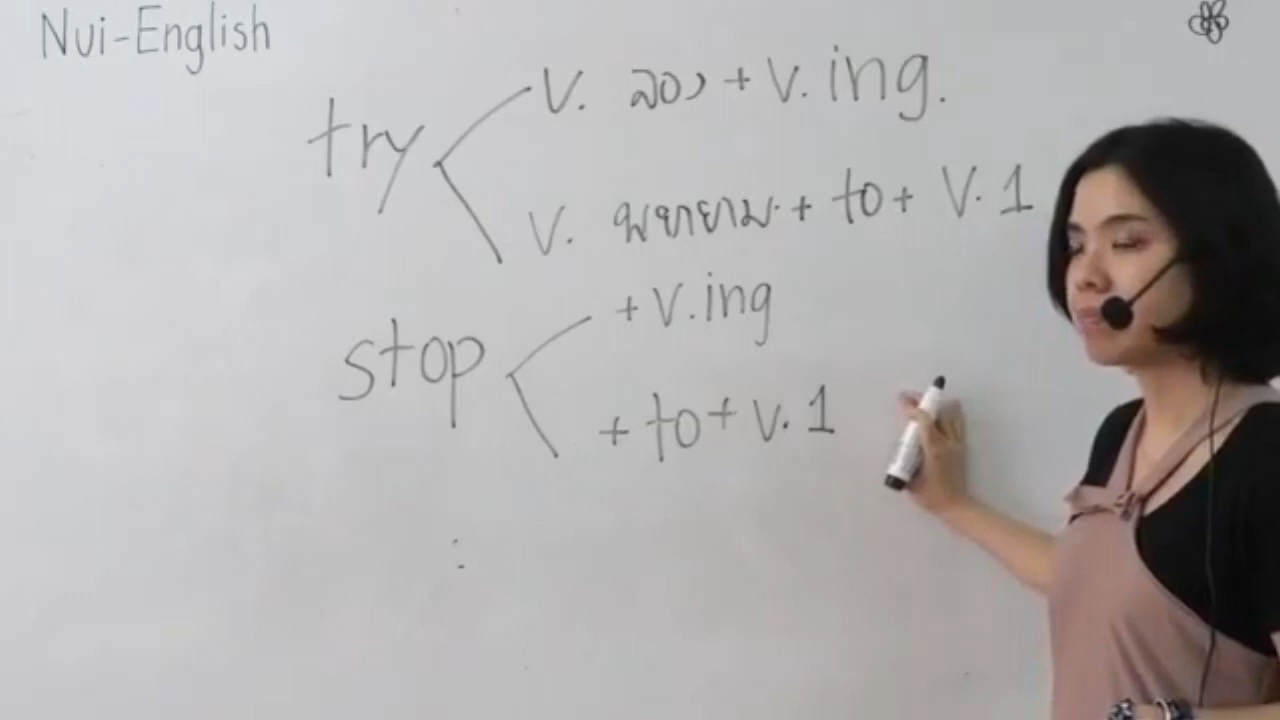 Nui-English
try
v. ลอง + v. ing.
v. พยายาม. + to + v. 1
stop
+ v. ing
+ to + v. 1